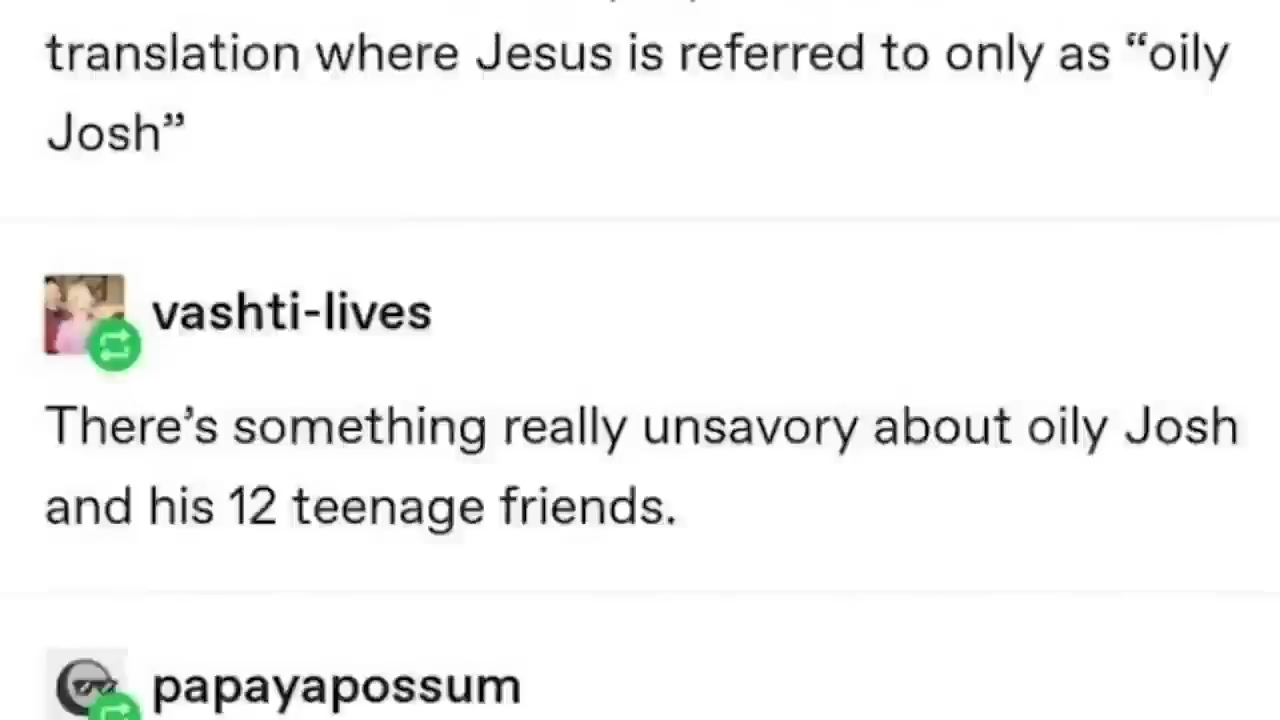 translation where Jesus is referred to only as “oily
Josh”
vashti-lives
There’s something really unsavory about oily Josh
and his 12 teenage friends.
papayapossum